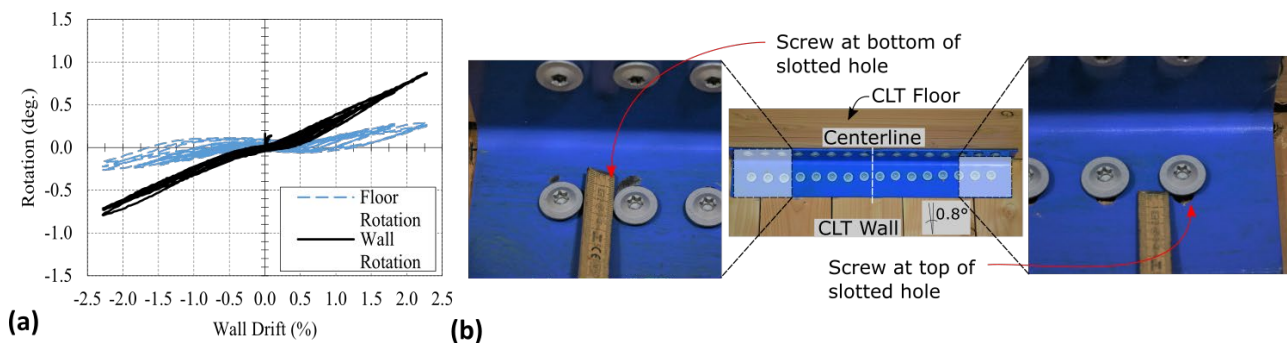 1.5
1.0
0.5
0.0
-0.5
-1.0
-1.5
Rotation (deg.)
Floor
Rotation
Wall
Rotation
-2.5 -2.0 -1.5 -1.0 -0.5 0.0 0.5 1.0 1.5 2.0 2.5
Wall Drift (%)
(a)
(b)
Screw at bottom of
slotted hole
CLT Floor
Centerline
CLT Wall
0.8°
Screw at top of
slotted hole